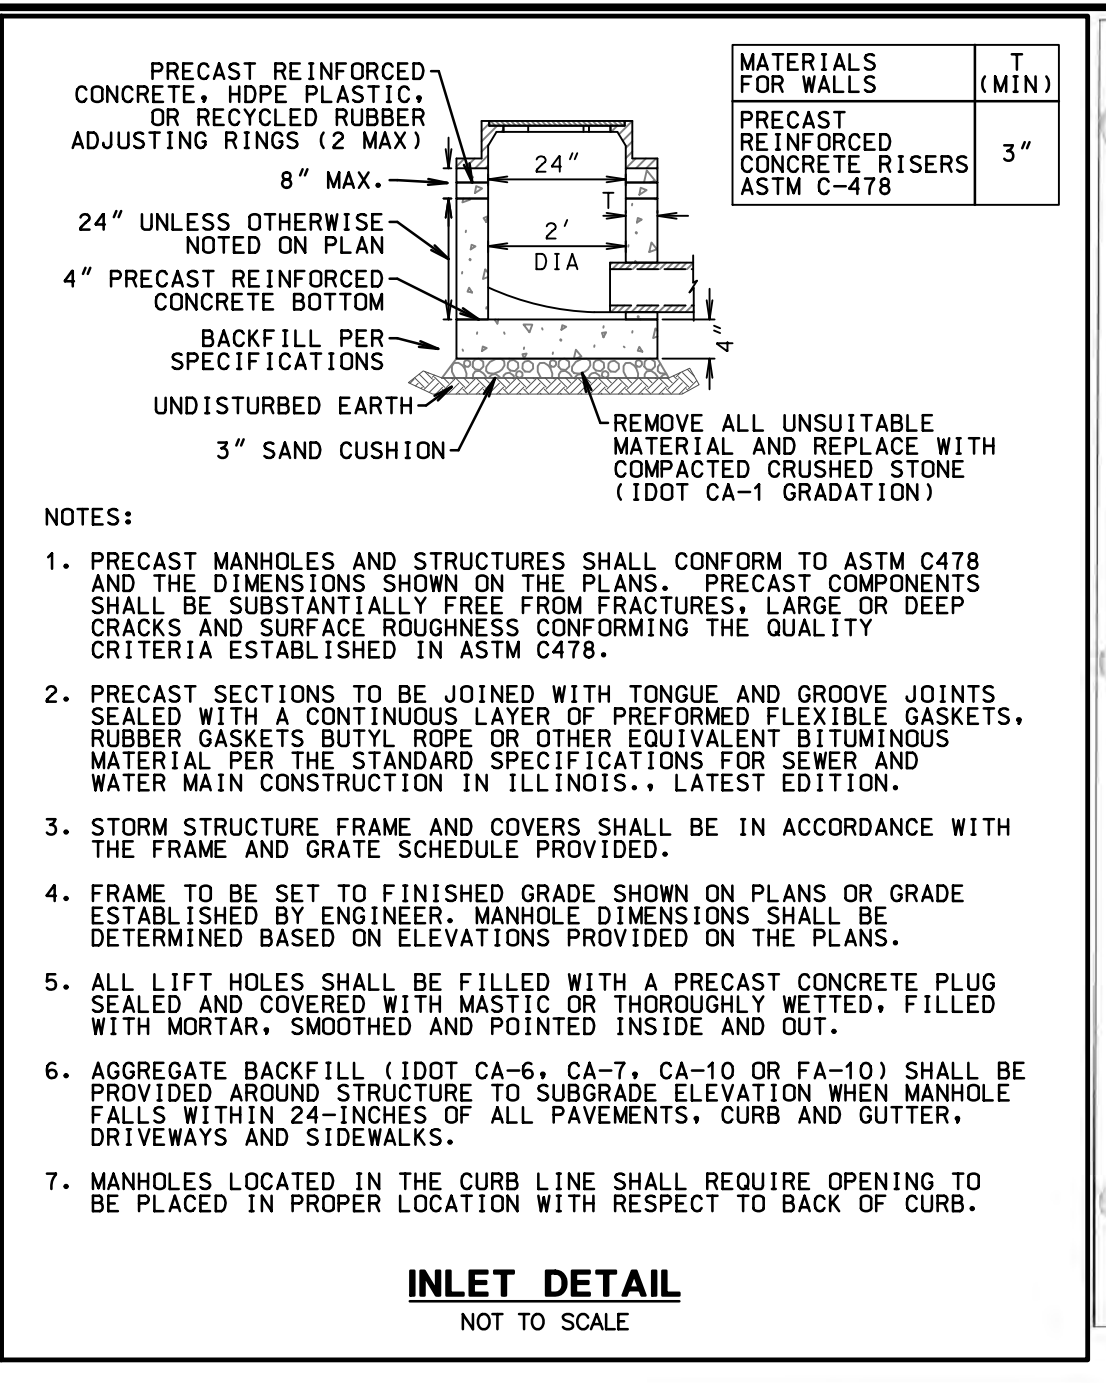 PRECAST REINFORCED
CONCRETE, HDPE PLASTIC,
OR RECYCLED RUBBER
ADJUSTING RINGS (2 MAX)
8" MAX.
24" UNLESS OTHERWISE
NOTED ON PLAN
4" PRECAST REINFORCED
CONCRETE BOTTOM
BACKFILL PER
SPECIFICATIONS
UNDISTURBED EARTH
3" SAND CUSHION
24"
T
2'
DIA
4"
REMOVE ALL UNSUITABLE
MATERIAL AND REPLACE WITH
COMPACTED CRUSHED STONE
(IDOT CA-1 GRADATION)
MATERIALS
FOR WALLS
T
(MIN)
PRECAST
REINFORCED
CONCRETE RISERS
ASTM C-478
3"
NOTES:
1. PRECAST MANHOLES AND STRUCTURES SHALL CONFORM TO ASTM C478
AND THE DIMENSIONS SHOWN ON THE PLANS. PRECAST COMPONENTS
SHALL BE SUBSTANTIALLY FREE FROM FRACTURES, LARGE OR DEEP
CRACKS AND SURFACE ROUGHNESS CONFORMING THE QUALITY
CRITERIA ESTABLISHED IN ASTM C478.
2. PRECAST SECTIONS TO BE JOINED WITH TONGUE AND GROOVE JOINTS
SEALED WITH A CONTINUOUS LAYER OF PREFORMED FLEXIBLE GASKETS,
RUBBER GASKETS BUTYL ROPE OR OTHER EQUIVALENT BITUMINOUS
MATERIAL PER THE STANDARD SPECIFICATIONS FOR SEWER AND
WATER MAIN CONSTRUCTION IN ILLINOIS., LATEST EDITION.
3. STORM STRUCTURE FRAME AND COVERS SHALL BE IN ACCORDANCE WITH
THE FRAME AND GRATE SCHEDULE PROVIDED.
4. FRAME TO BE SET TO FINISHED GRADE SHOWN ON PLANS OR GRADE
ESTABLISHED BY ENGINEER. MANHOLE DIMENSIONS SHALL BE
DETERMINED BASED ON ELEVATIONS PROVIDED ON THE PLANS.
5. ALL LIFT HOLES SHALL BE FILLED WITH A PRECAST CONCRETE PLUG
SEALED AND COVERED WITH MASTIC OR THOROUGHLY WETTED, FILLED
WITH MORTAR, SMOOTHED AND POINTED INSIDE AND OUT.
6. AGGREGATE BACKFILL (IDOT CA-6, CA-7, CA-10 OR FA-10) SHALL BE
PROVIDED AROUND STRUCTURE TO SUBGRADE ELEVATION WHEN MANHOLE
FALLS WITHIN 24-INCHES OF ALL PAVEMENTS, CURB AND GUTTER,
DRIVEWAYS AND SIDEWALKS.
7. MANHOLES LOCATED IN THE CURB LINE SHALL REQUIRE OPENING TO
BE PLACED IN PROPER LOCATION WITH RESPECT TO BACK OF CURB.
INLET DETAIL
NOT TO SCALE